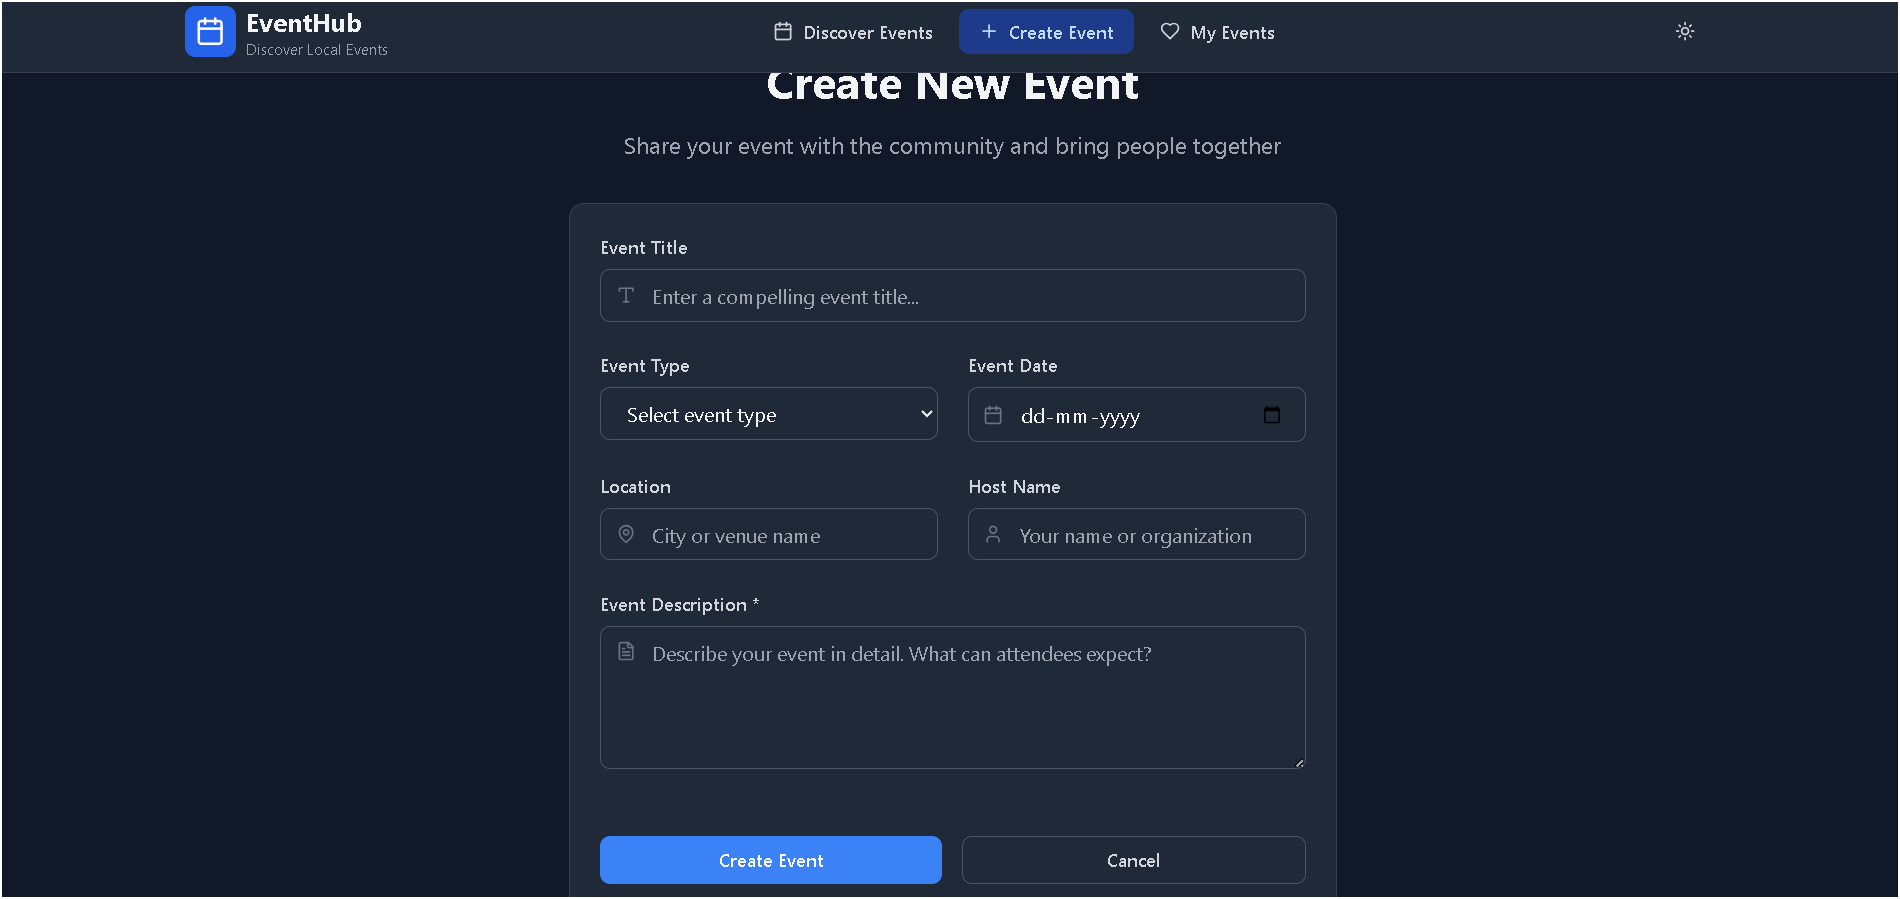 EventHub
Discover Local Events
Discover Events
Create Event
My Events
Create New Event
Share your event with the community and bring people together
Event Title
Enter a compelling event title...
Event Type
Event Date
Select event type
dd-mm-yyyy
Location
Host Name
City or venue name
Your name or organization
Event Description *
Describe your event in detail. What can attendees expect?
Create Event
Cancel